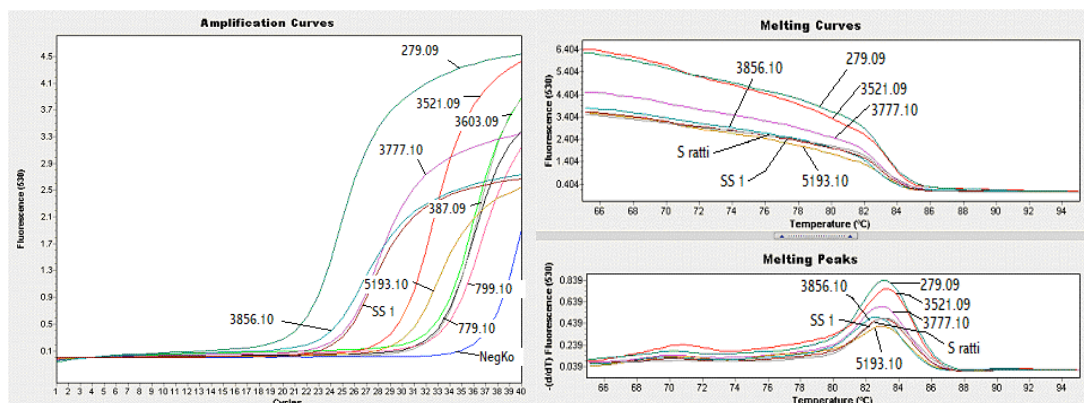 Amplification Curves
Fluorescence (530)
4.5
3.7
3.1
2.7
2.1
1.7
1.3
0.9
0.5
0.1
279.09
3521.09
3603.09
3777.10
387.09
5193.10
SS 1
799.10
3856.10
779.10
NegKo
1 2 3 4 5 6 7 8 9 10 11 12 13 14 15 16 17 18 19 20 21 22 23 24 25 26 27 28 29 30 31 32 33 34 35 36 37 38 39 40
Cycles
Melting Curves
Fluorescence (530)
6.404
5.404
4.404
3.404
2.404
1.404
0.404
279.09
3856.10
3521.09
3777.10
S ratti
SS 1
5193.10
66 68 70 72 74 76 78 80 82 84 86 88 90 92 94
Temperature (°C)
Melting Peaks
-(d/dT) Fluorescence (530)
0.839
0.639
0.439
0.239
0.039
279.09
3856.10
3521.09
SS 1
3777.10
S ratti
5193.10
66 68 70 72 74 76 78 80 82 84 86 88 90 92 94
Temperature (°C)